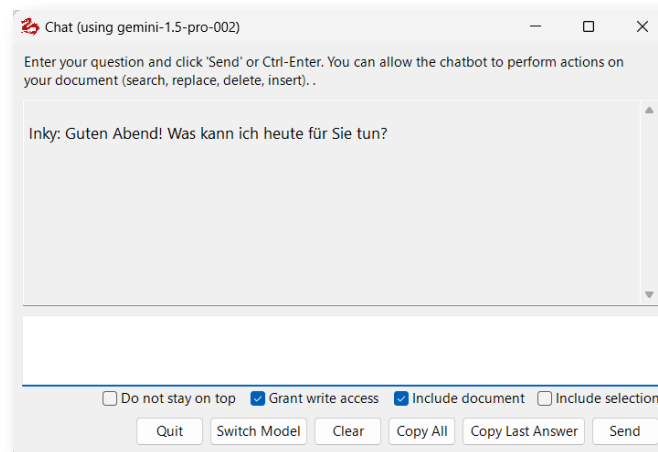 Chat (using gemini-1.5-pro-002)
Enter your question and click 'Send' or Ctrl-Enter. You can allow the chatbot to perform actions on
your document (search, replace, delete, insert). .
Inky: Guten Abend! Was kann ich heute für Sie tun?
Do not stay on top Grant write access Include document Include selection
Quit Switch Model Clear Copy All Copy Last Answer Send